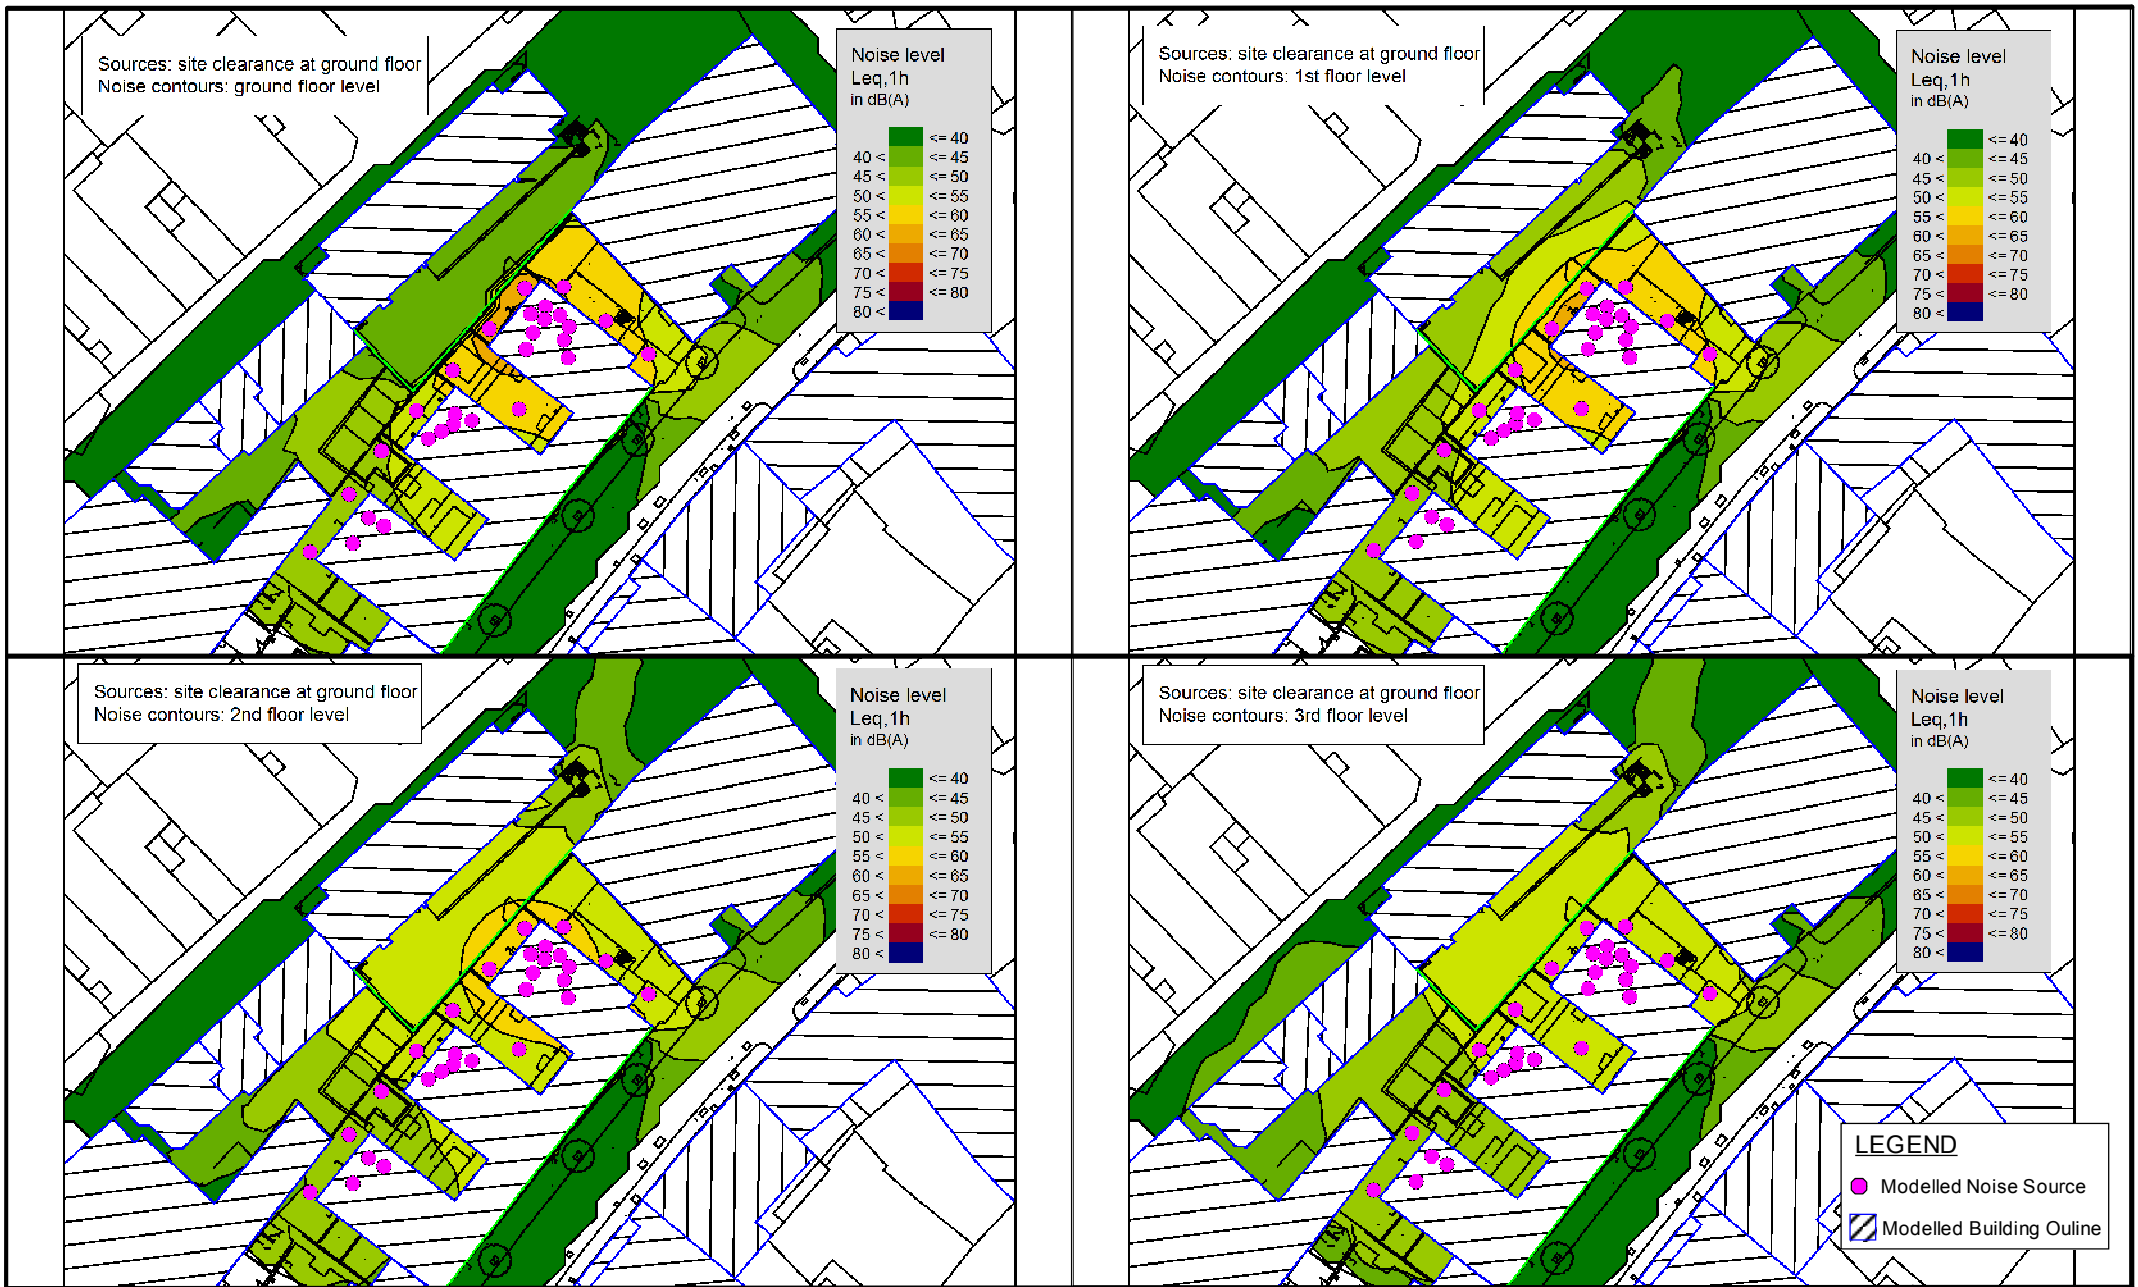 Sources: site clearance at ground floor
Noise contours: ground floor level
Noise level
Leq,1h
in dB(A)
<= 40
40 < <= 45
45 < <= 50
50 < <= 55
55 < <= 60
60 < <= 65
65 < <= 70
70 < <= 75
75 < <= 80
80 <
Sources: site clearance at ground floor
Noise contours: 1st floor level
Noise level
Leq,1h
in dB(A)
<= 40
40 < <= 45
45 < <= 50
50 < <= 55
55 < <= 60
60 < <= 65
65 < <= 70
70 < <= 75
75 < <= 80
80 <
Sources: site clearance at ground floor
Noise contours: 2nd floor level
Noise level
Leq,1h
in dB(A)
<= 40
40 < <= 45
45 < <= 50
50 < <= 55
55 < <= 60
60 < <= 65
65 < <= 70
70 < <= 75
75 < <= 80
80 <
Sources: site clearance at ground floor
Noise contours: 3rd floor level
Noise level
Leq,1h
in dB(A)
<= 40
40 < <= 45
45 < <= 50
50 < <= 55
55 < <= 60
60 < <= 65
65 < <= 70
70 < <= 75
75 < <= 80
80 <
LEGEND
Modelled Noise Source
Modelled Building Ouline